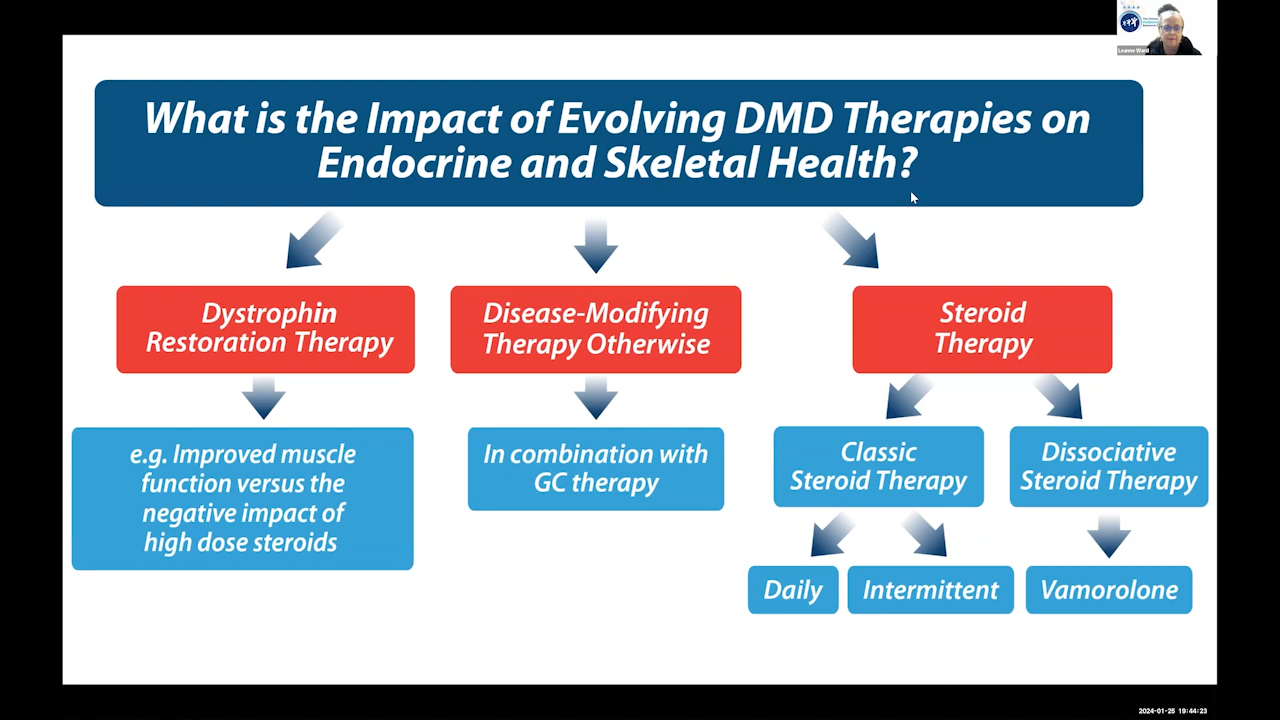 What is the Impact of Evolving DMD Therapies on
Endocrine and Skeletal Health?
Dystrophin
Restoration Therapy
Disease-Modifying
Therapy Otherwise
Steroid
Therapy
e.g. Improved muscle
function versus the
negative impact of
high dose steroids
In combination with
GC therapy
Classic
Steroid Therapy
Dissociative
Steroid Therapy
Daily
Intermittent
Vamorolone
Leanne Ward
2024-01-25 19:44:23